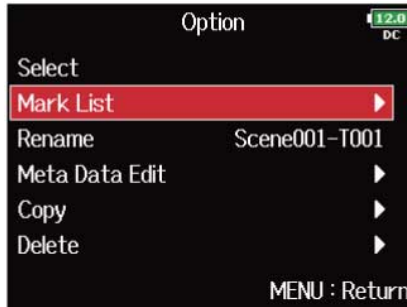 Option
12.0
DC
Select
Mark List
Rename Scene001-T001
Meta Data Edit
Copy
Delete
MENU : Return